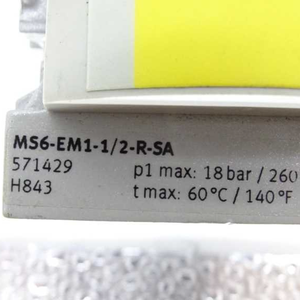 MS6-EM1-1/2-R-SA
571429 p1 max: 18 bar / 260
H843 t max: 60°C / 140°F